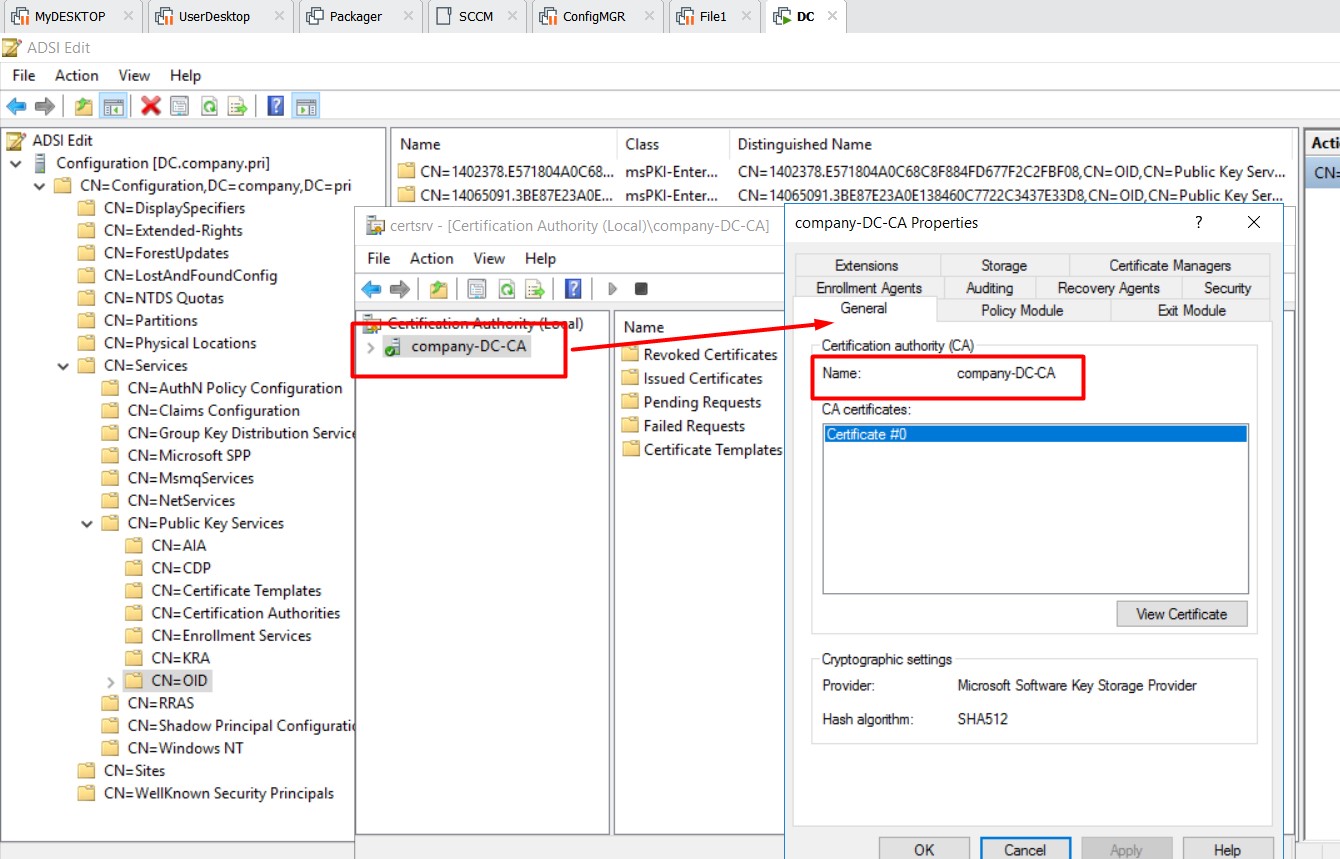 MyDESKTOP UserDesktop Packager SCCM ConfigMGR File1 DC
ADSI Edit
File Action View Help
ADSI Edit
Configuration [DC.company.pri]
CN=Configuration,DC=company,DC=pri
CN=DisplaySpecifiers
CN=Extended-Rights
CN=ForestUpdates
CN=LostAndFoundConfig
CN=NTDS Quotas
CN=Partitions
CN=Physical Locations
CN=Services
CN=AuthN Policy Configuration
CN=Claims Configuration
CN=Group Key Distribution Service
CN=Microsoft SPP
CN=MsmqServices
CN=NetServices
CN=Public Key Services
CN=AIA
CN=CDP
CN=Certificate Templates
CN=Certification Authorities
CN=Enrollment Services
CN=KRA
CN=OID
CN=RRAS
CN=Shadow Principal Configuratio
CN=Windows NT
CN=Sites
CN=WellKnown Security Principals
Name Class Distinguished Name
CN=1402378.E571804A0C68... msPKI-Enter... CN=1402378.E571804A0C68C8F884FD677F2C2FBF08,CN=OID,CN=Public Key Serv...
CN=14065091.3BE87E23A0E... msPKI-Enter... CN=14065091.3BE87E23A0E138460C7722C3437E33D8,CN=OID,CN=Public Key Ser...
Acti
CN=
certsrv - [Certification Authority (Local)\company-DC-CA]
File Action View Help
Certification Authority (Local)
company-DC-CA
Name
Revoked Certificates
Issued Certificates
Pending Requests
Failed Requests
Certificate Templates
company-DC-CA Properties
Extensions Storage Certificate Managers
Enrollment Agents Auditing Recovery Agents Security
General Policy Module Exit Module
Certification authority (CA)
Name: company-DC-CA
CA certificates:
Certificate #0
View Certificate
Cryptographic settings
Provider: Microsoft Software Key Storage Provider
Hash algorithm: SHA512
OK Cancel Apply Help